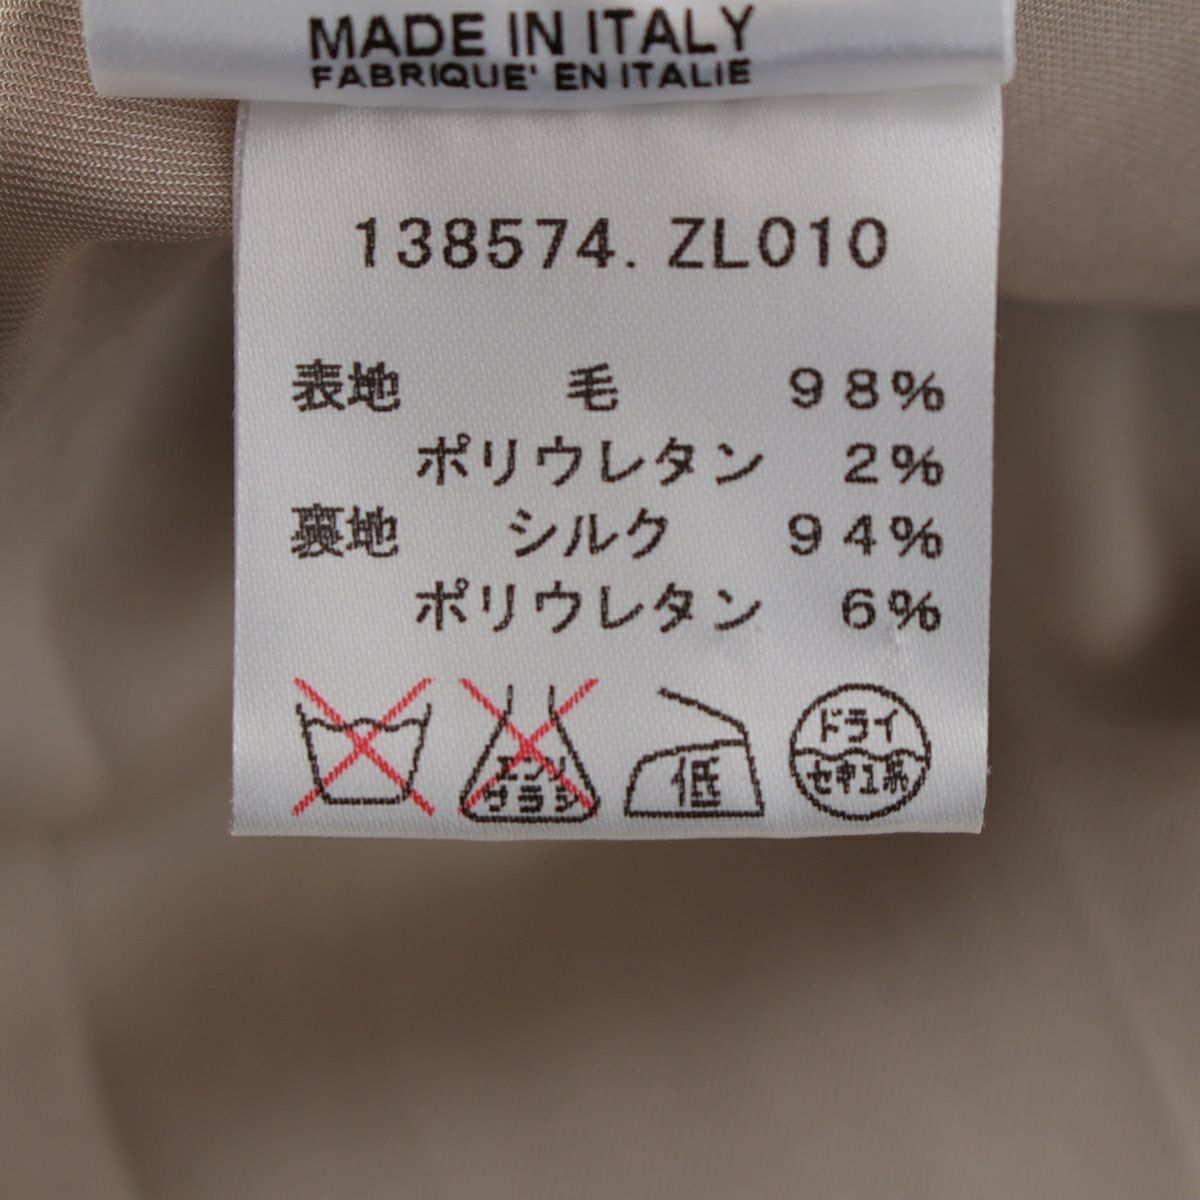 MADE IN ITALY
FABRIQUE' EN ITALIE
138574. ZL010
表地 毛 98%
ポリウレタン 2%
裏地 シルク 94%
ポリウレタン 6%
エンソ
サラシ
低
ドライ
セキユ系